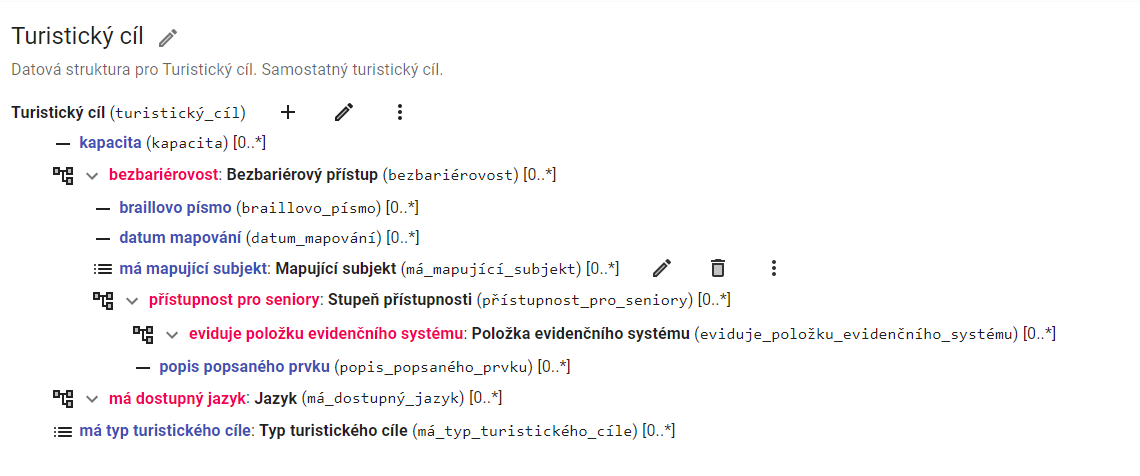 Turistický cíl
Datová struktura pro Turistický cíl. Samostatný turistický cíl.
Turistický cíl (turistický_cíl)
kapacita (kapacita) [0..*]
bezbariérovost: Bezbariérový přístup (bezbariérovost) [0..*]
braillovo písmo (braillovo_písmo) [0..*]
datum mapování (datum_mapování) [0..*]
má mapující subjekt: Mapující subjekt (má_mapující_subjekt) [0..*]
přístupnost pro seniory: Stupeň přístupnosti (přístupnost_pro_seniory) [0..*]
eviduje položku evidenčního systému: Položka evidenčního systému (eviduje_položku_evidenčního_systému) [0..*]
popis popsaného prvku (popis_popsaného_prvku) [0..*]
má dostupný jazyk: Jazyk (má_dostupný_jazyk) [0..*]
má typ turistického cíle: Typ turistického cíle (má_typ_turistického_cíle) [0..*]